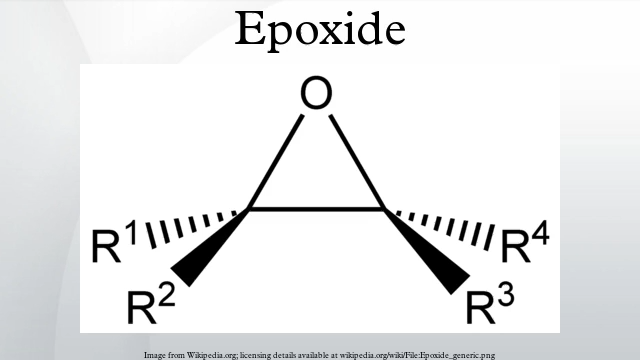 Epoxide
O
R¹ R⁴
R² R³
Image from Wikipedia.org; licensing details available at wikipedia.org/wiki/File:Epoxide_generic.png